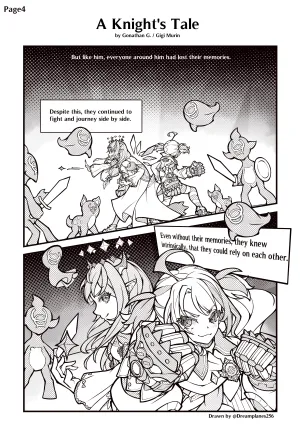 Page4
A Knight's Tale
by Gonathan G. / Gigi Murin
But like him, everyone around him had lost their memories.
Despite this, they continued to
fight and journey side by side.
Even without their memories, they knew
intrinsically, that they could rely on each other.
Drawn by @Dreamplanes256